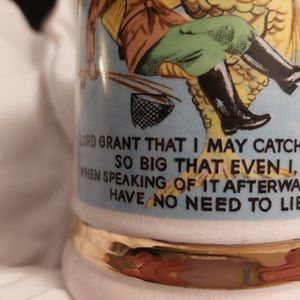 LORD GRANT THAT I MAY CATCH
SO BIG THAT EVEN I,
WHEN SPEAKING OF IT AFTERWA
HAVE, NO NEED TO LIE